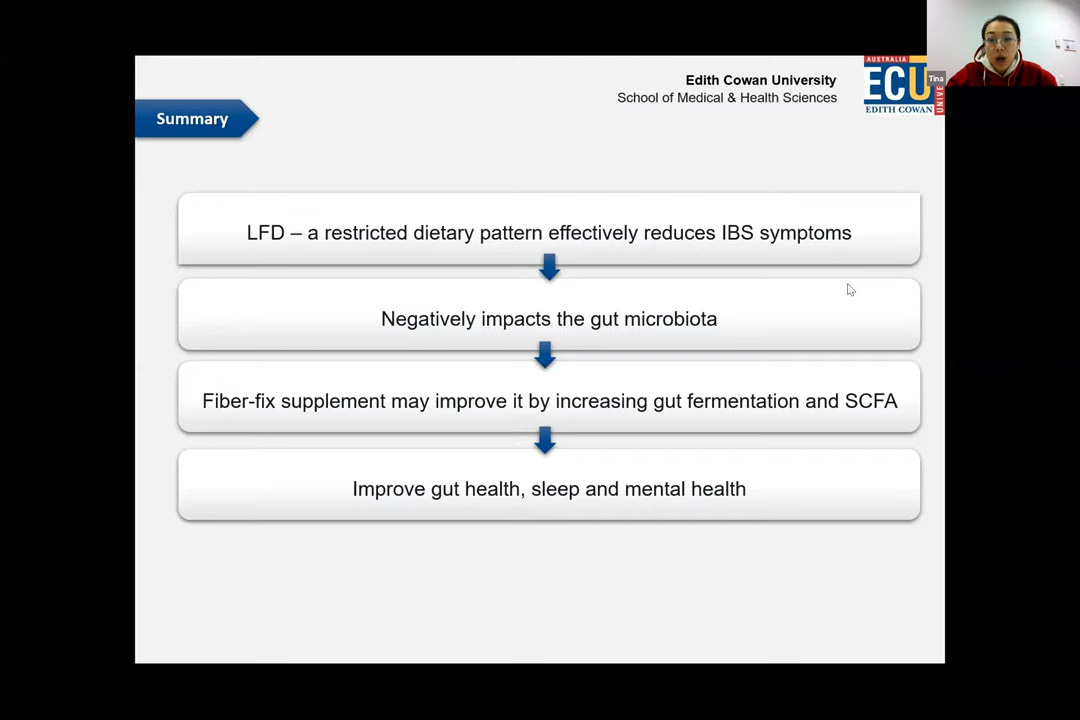 Edith Cowan University
School of Medical & Health Sciences
AUSTRALIA
ECU
EDITH COWAN
Tina
Summary
LFD – a restricted dietary pattern effectively reduces IBS symptoms
Negatively impacts the gut microbiota
Fiber-fix supplement may improve it by increasing gut fermentation and SCFA
Improve gut health, sleep and mental health